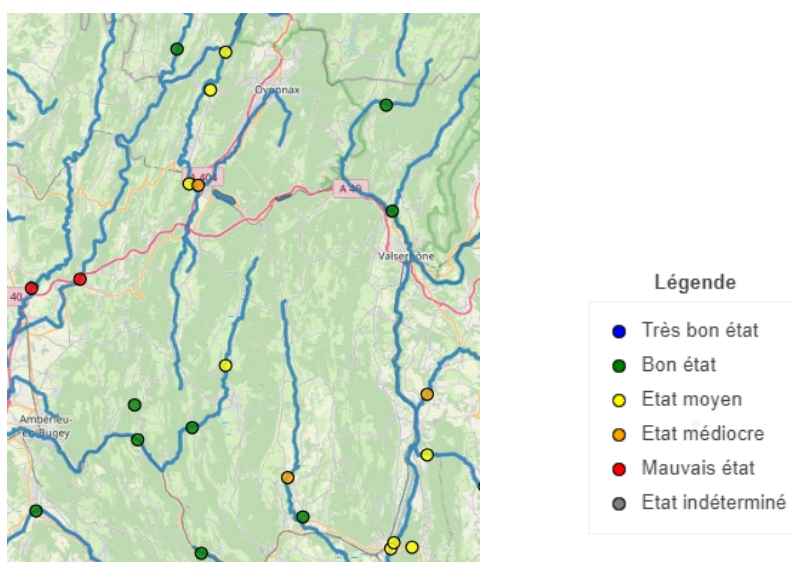 Oyonnax
A 404
A 40
Valserhône
40
Ambérieu-
en-Bugey
Légende
Très bon état
Bon état
Etat moyen
Etat médiocre
Mauvais état
Etat indéterminé